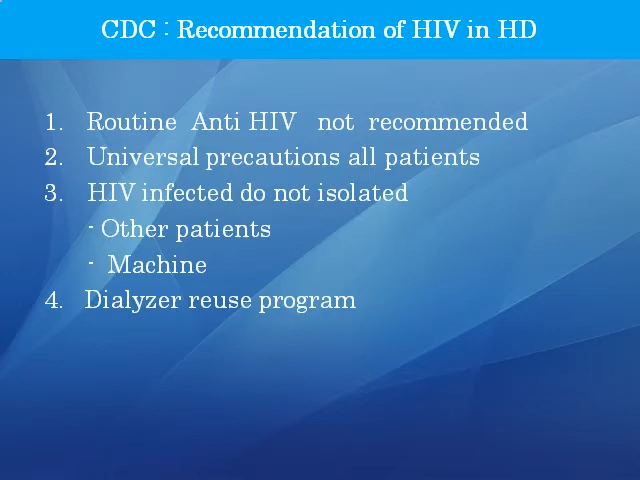 CDC : Recommendation of HIV in HD
1. Routine Anti HIV not recommended
2. Universal precautions all patients
3. HIV infected do not isolated
- Other patients
- Machine
4. Dialyzer reuse program